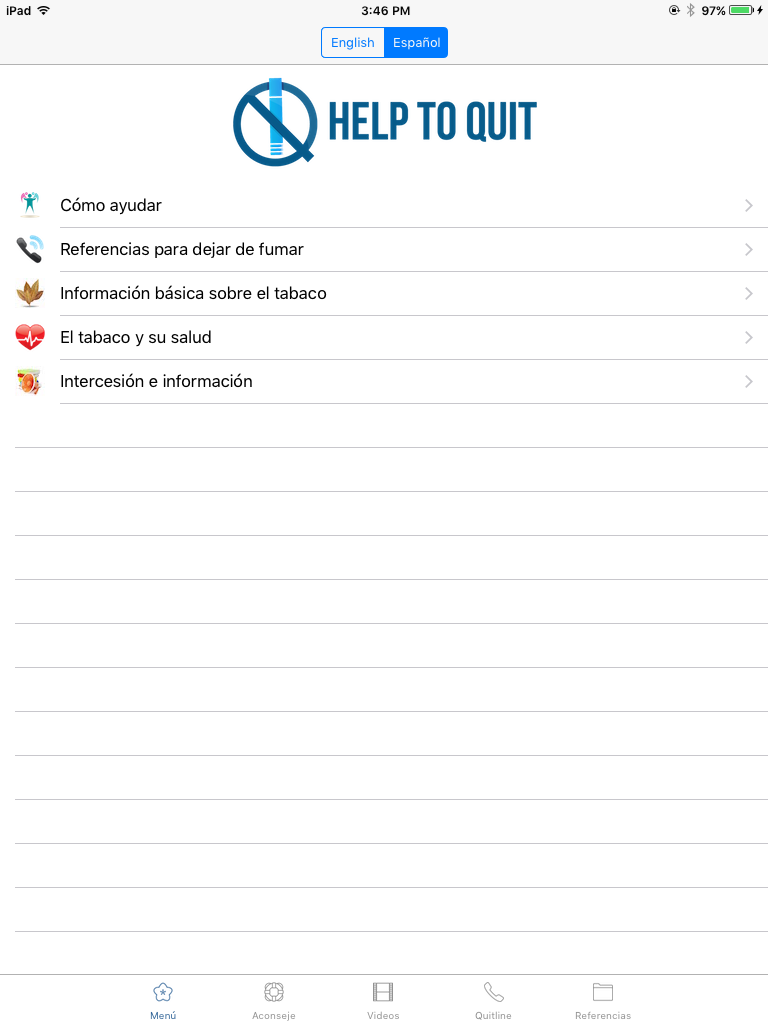 iPad 3:46 PM 97%
English Español
HELP TO QUIT
Cómo ayudar
Referencias para dejar de fumar
Información básica sobre el tabaco
El tabaco y su salud
Intercesión e información
Menú Aconseje Videos Quitline Referencias